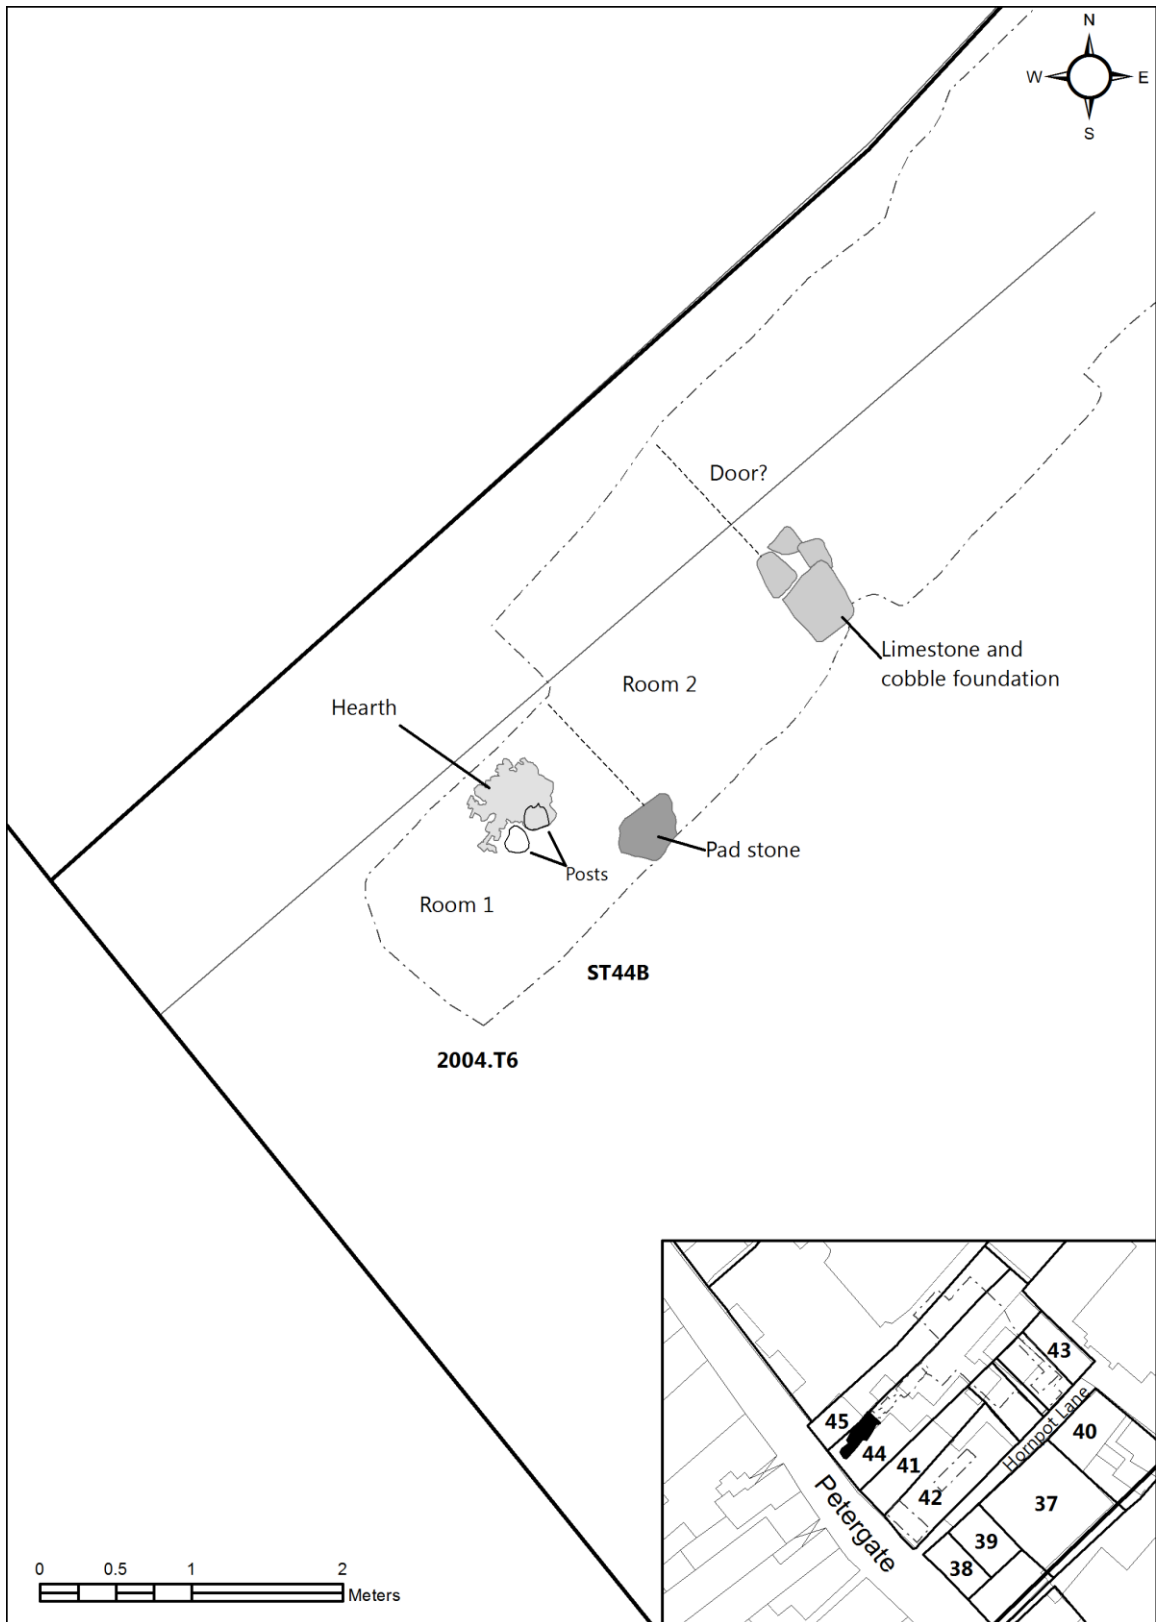 N
W E
S
Door?
Limestone and
cobble foundation
Room 2
Hearth
Pad stone
Posts
Room 1
ST44B
2004.T6
43
45
40
44
41
Hornpot Lane
42
37
39
38
Petergate
0 0.5 1 2
Meters